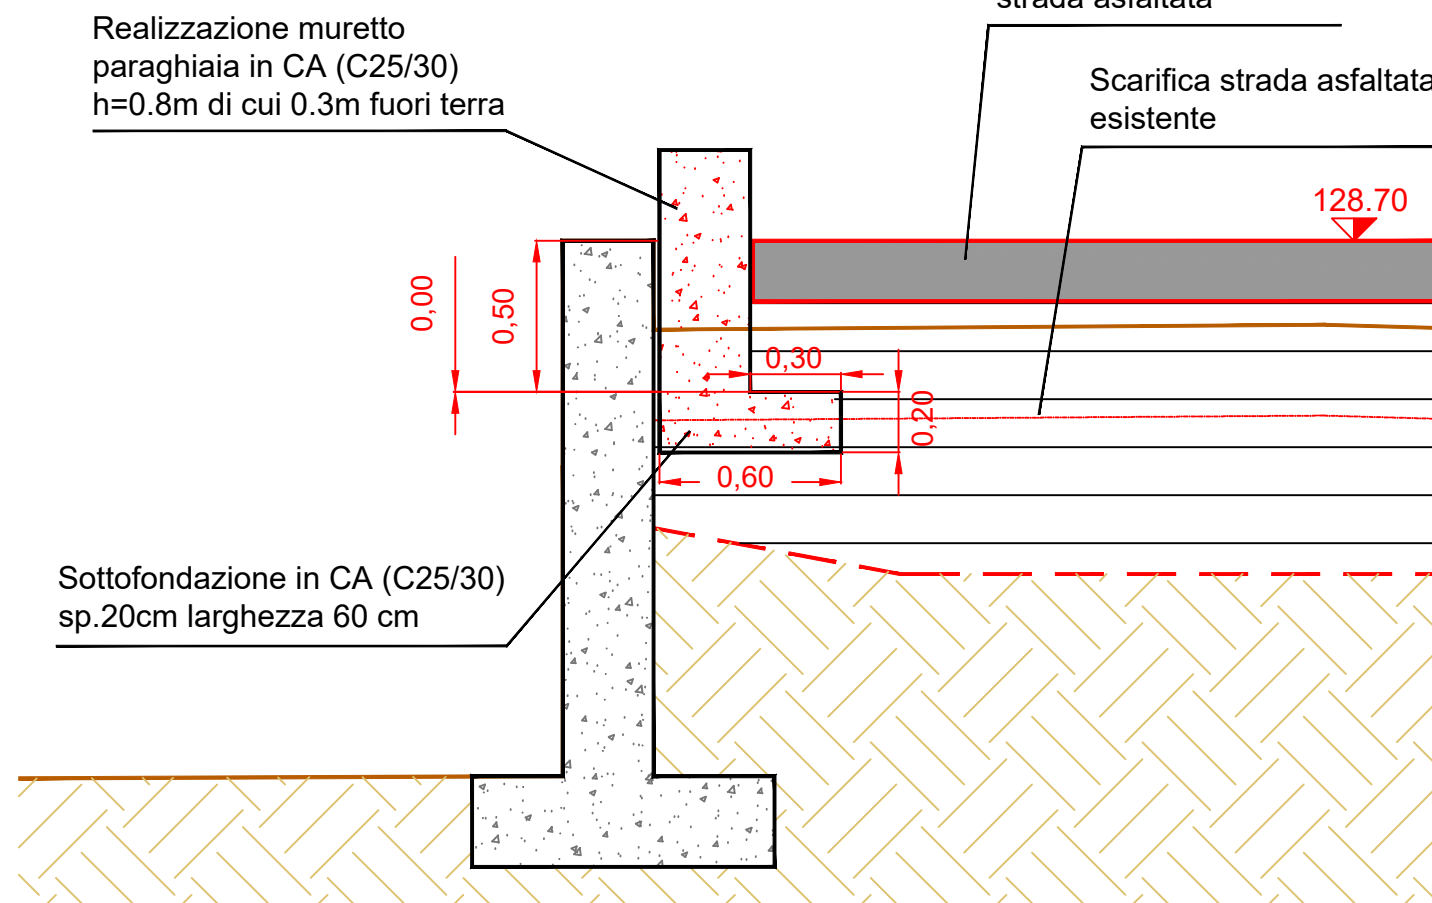 strada asfaltata
Realizzazione muretto
paraghiaia in CA (C25/30)
h=0.8m di cui 0.3m fuori terra
Scarifica strada asfaltata
esistente
128.70
0,00
0,50
0,30
0,20
0,60
Sottofondazione in CA (C25/30)
sp.20cm larghezza 60 cm